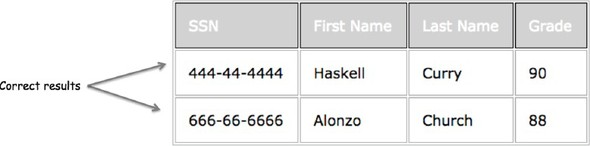 SSN First Name Last Name Grade
444-44-4444 Haskell Curry 90
Correct results
666-66-6666 Alonzo Church 88